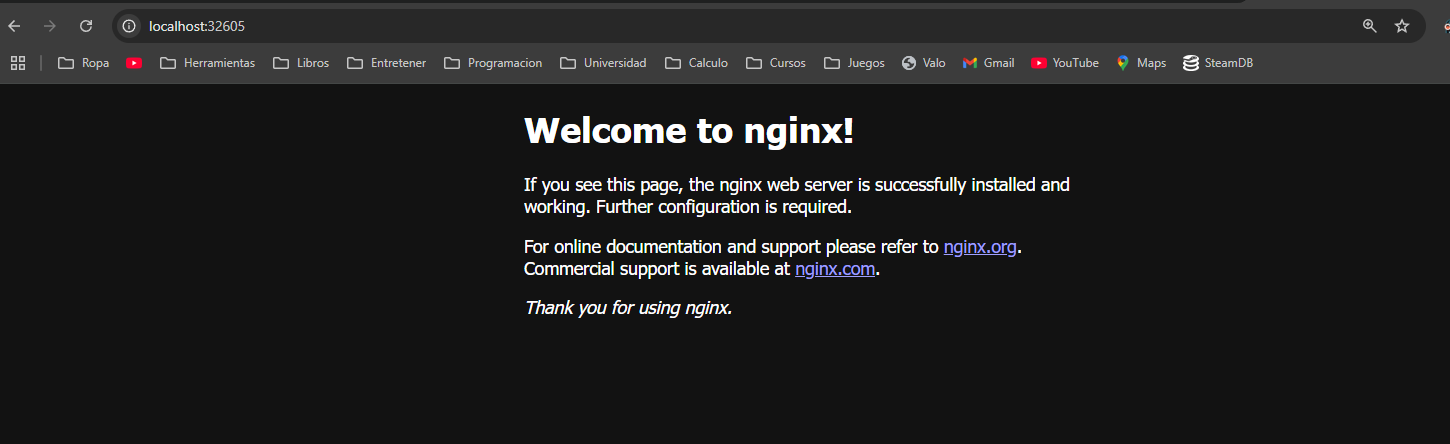 localhost:32605
Ropa Herramientas Libros Entretener Programacion Universidad Calculo Cursos Juegos Valo Gmail YouTube Maps SteamDB
Welcome to nginx!
If you see this page, the nginx web server is successfully installed and
working. Further configuration is required.
For online documentation and support please refer to nginx.org.
Commercial support is available at nginx.com.
Thank you for using nginx.